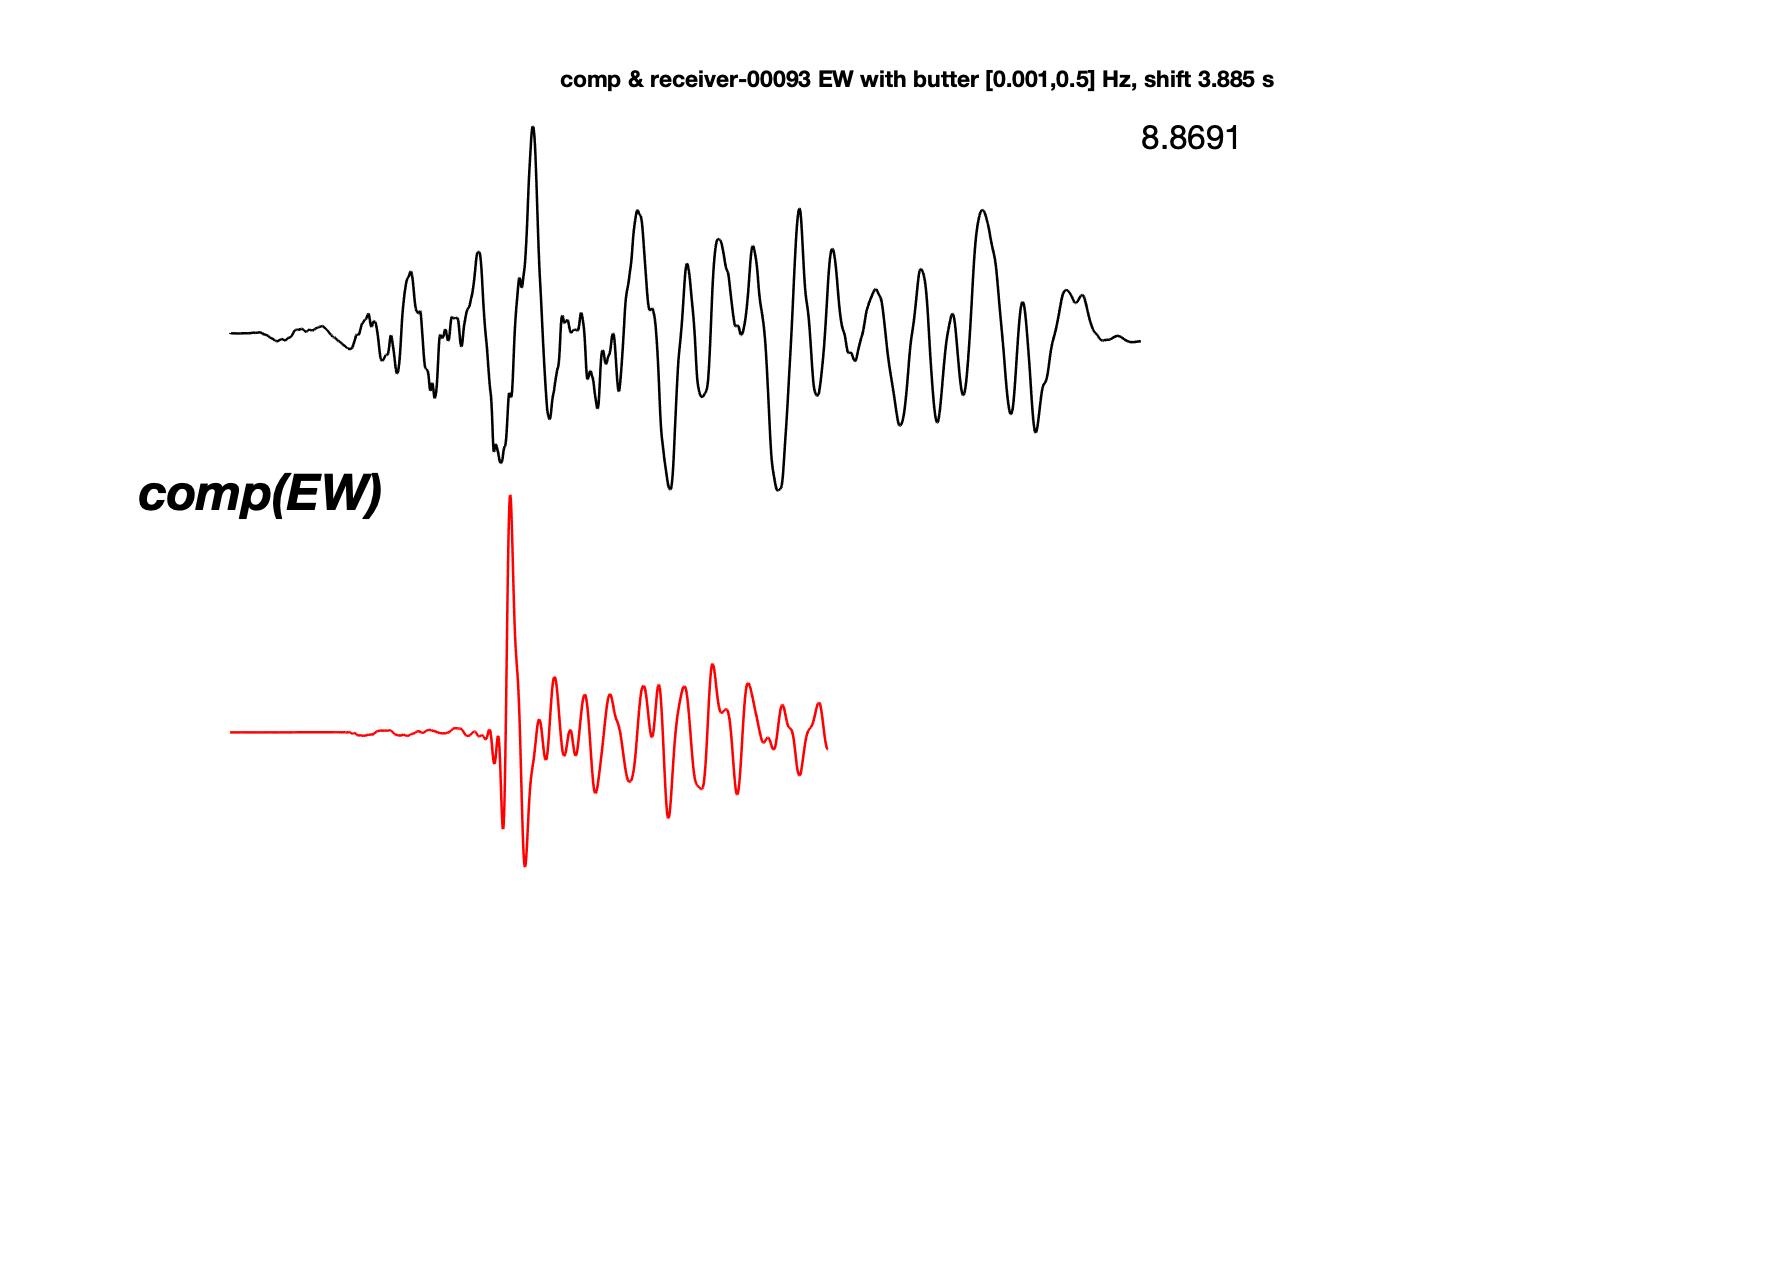 comp & receiver-00093 EW with butter [0.001,0.5] Hz, shift 3.885 s
8.8691
comp(EW)